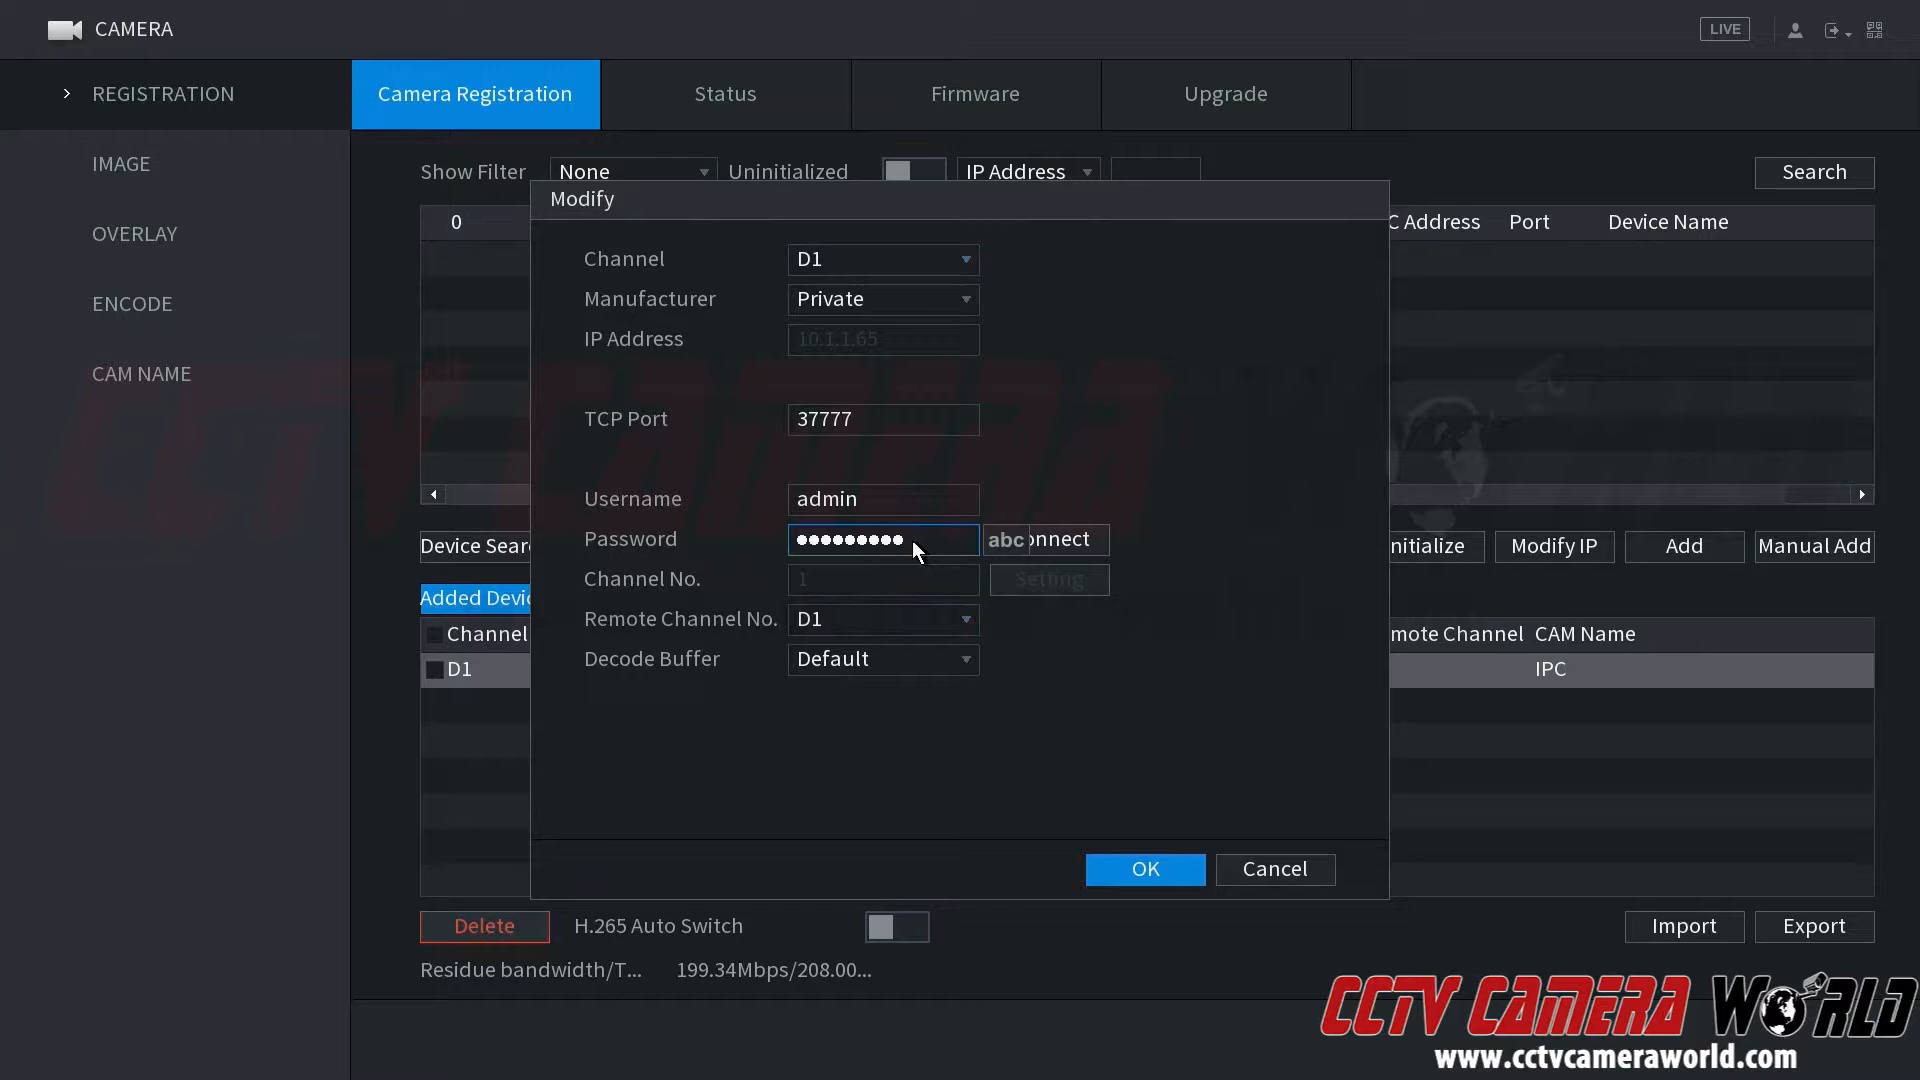 CAMERA
LIVE
REGISTRATION
Camera Registration
Status
Firmware
Upgrade
IMAGE
OVERLAY
ENCODE
CAM NAME
Show Filter
None
Uninitialized
IP Address
Search
0
C Address
Port
Device Name
Modify
Channel
D1
Manufacturer
Private
IP Address
10.1.1.65
TCP Port
37777
Username
admin
Password
●●●●●●●●●
abc
onnect
Channel No.
1
Setting
Remote Channel No.
D1
Decode Buffer
Default
OK
Cancel
Device Sear
nitialize
Modify IP
Add
Manual Add
Added Devic
Channel
mote Channel
CAM Name
D1
IPC
Delete
H.265 Auto Switch
Import
Export
Residue bandwidth/T...
199.34Mbps/208.00...
CCTV CAMERA
CCTV CAMERA WORLD
www.cctvcameraworld.com